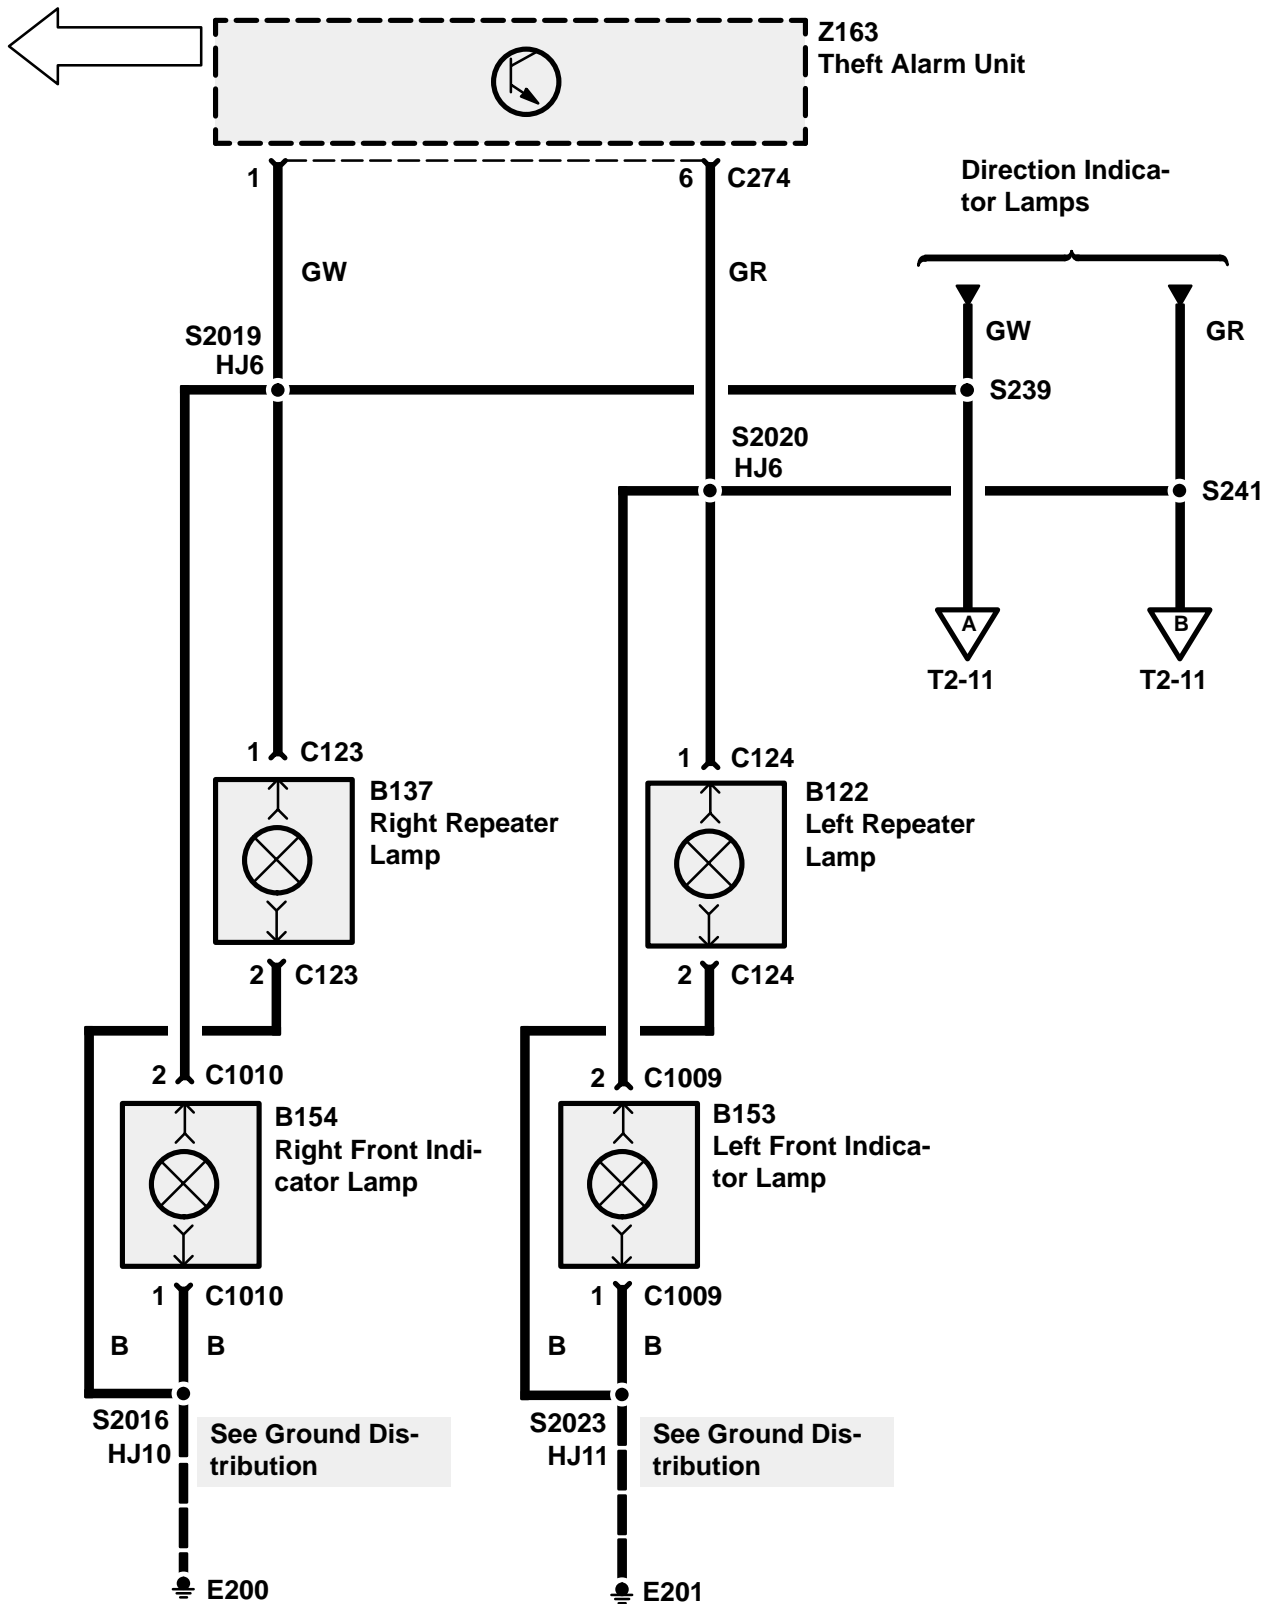 Z163
Theft Alarm Unit
1
6 C274
Direction Indica-
tor Lamps
GW
GR
GW
GR
S2019
HJ6
S239
S2020
HJ6
S241
A
B
T2-11
T2-11
1 C123
1 C124
B137
Right Repeater
Lamp
B122
Left Repeater
Lamp
2 C123
2 C124
2 C1010
2 C1009
B154
Right Front Indi-
cator Lamp
B153
Left Front Indica-
tor Lamp
1 C1010
1 C1009
B
B
B
B
S2016
HJ10
See Ground Dis-
tribution
S2023
HJ11
See Ground Dis-
tribution
E200
E201